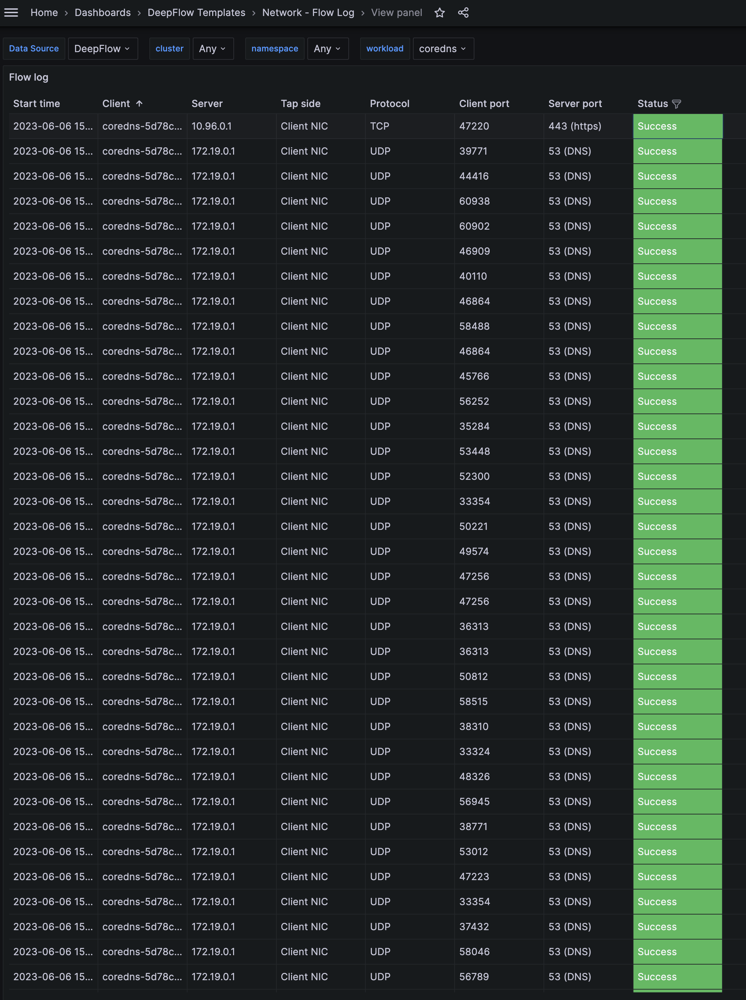 Home › Dashboards › DeepFlow Templates › Network - Flow Log › View panel
Data Source DeepFlow cluster Any namespace Any workload coredns
Flow log
Start time Client Server Tap side Protocol Client port Server port Status
2023-06-06 15... coredns-5d78c... 10.96.0.1 Client NIC TCP 47220 443 (https) Success
2023-06-06 15... coredns-5d78c... 172.19.0.1 Client NIC UDP 39771 53 (DNS) Success
2023-06-06 15... coredns-5d78c... 172.19.0.1 Client NIC UDP 44416 53 (DNS) Success
2023-06-06 15... coredns-5d78c... 172.19.0.1 Client NIC UDP 60938 53 (DNS) Success
2023-06-06 15... coredns-5d78c... 172.19.0.1 Client NIC UDP 60902 53 (DNS) Success
2023-06-06 15... coredns-5d78c... 172.19.0.1 Client NIC UDP 46909 53 (DNS) Success
2023-06-06 15... coredns-5d78c... 172.19.0.1 Client NIC UDP 40110 53 (DNS) Success
2023-06-06 15... coredns-5d78c... 172.19.0.1 Client NIC UDP 46864 53 (DNS) Success
2023-06-06 15... coredns-5d78c... 172.19.0.1 Client NIC UDP 58488 53 (DNS) Success
2023-06-06 15... coredns-5d78c... 172.19.0.1 Client NIC UDP 46864 53 (DNS) Success
2023-06-06 15... coredns-5d78c... 172.19.0.1 Client NIC UDP 45766 53 (DNS) Success
2023-06-06 15... coredns-5d78c... 172.19.0.1 Client NIC UDP 56252 53 (DNS) Success
2023-06-06 15... coredns-5d78c... 172.19.0.1 Client NIC UDP 35284 53 (DNS) Success
2023-06-06 15... coredns-5d78c... 172.19.0.1 Client NIC UDP 53448 53 (DNS) Success
2023-06-06 15... coredns-5d78c... 172.19.0.1 Client NIC UDP 52300 53 (DNS) Success
2023-06-06 15... coredns-5d78c... 172.19.0.1 Client NIC UDP 33354 53 (DNS) Success
2023-06-06 15... coredns-5d78c... 172.19.0.1 Client NIC UDP 50221 53 (DNS) Success
2023-06-06 15... coredns-5d78c... 172.19.0.1 Client NIC UDP 49574 53 (DNS) Success
2023-06-06 15... coredns-5d78c... 172.19.0.1 Client NIC UDP 47256 53 (DNS) Success
2023-06-06 15... coredns-5d78c... 172.19.0.1 Client NIC UDP 47256 53 (DNS) Success
2023-06-06 15... coredns-5d78c... 172.19.0.1 Client NIC UDP 36313 53 (DNS) Success
2023-06-06 15... coredns-5d78c... 172.19.0.1 Client NIC UDP 36313 53 (DNS) Success
2023-06-06 15... coredns-5d78c... 172.19.0.1 Client NIC UDP 50812 53 (DNS) Success
2023-06-06 15... coredns-5d78c... 172.19.0.1 Client NIC UDP 58515 53 (DNS) Success
2023-06-06 15... coredns-5d78c... 172.19.0.1 Client NIC UDP 38310 53 (DNS) Success
2023-06-06 15... coredns-5d78c... 172.19.0.1 Client NIC UDP 33324 53 (DNS) Success
2023-06-06 15... coredns-5d78c... 172.19.0.1 Client NIC UDP 48326 53 (DNS) Success
2023-06-06 15... coredns-5d78c... 172.19.0.1 Client NIC UDP 56945 53 (DNS) Success
2023-06-06 15... coredns-5d78c... 172.19.0.1 Client NIC UDP 38771 53 (DNS) Success
2023-06-06 15... coredns-5d78c... 172.19.0.1 Client NIC UDP 53012 53 (DNS) Success
2023-06-06 15... coredns-5d78c... 172.19.0.1 Client NIC UDP 47223 53 (DNS) Success
2023-06-06 15... coredns-5d78c... 172.19.0.1 Client NIC UDP 33354 53 (DNS) Success
2023-06-06 15... coredns-5d78c... 172.19.0.1 Client NIC UDP 37432 53 (DNS) Success
2023-06-06 15... coredns-5d78c... 172.19.0.1 Client NIC UDP 58046 53 (DNS) Success
2023-06-06 15... coredns-5d78c... 172.19.0.1 Client NIC UDP 56789 53 (DNS) Success